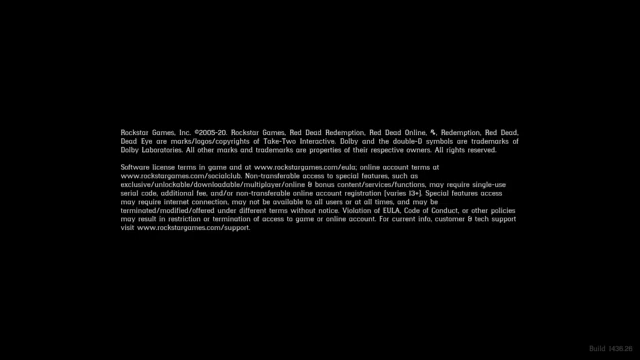 Rockstar Games, Inc. ©2005-20. Rockstar Games, Red Dead Redemption, Red Dead Online, R*, Redemption, Red Dead,
Dead Eye are marks/logos/copyrights of Take-Two Interactive. Dolby and the double-D symbols are trademarks of
Dolby Laboratories. All other marks and trademarks are properties of their respective owners. All rights reserved.
Software license terms in game and at www.rockstargames.com/eula; online account terms at
www.rockstargames.com/socialclub. Non-transferable access to special features, such as
exclusive/unlockable/downloadable/multiplayer/online & bonus content/services/functions, may require single-use
serial code, additional fee, and/or non-transferable online account registration [varies 13+]. Special features access
may require internet connection, may not be available to all users or at all times, and may be
terminated/modified/offered under different terms without notice. Violation of EULA, Code of Conduct, or other policies
may result in restriction or termination of access to game or online account. For current info, customer & tech support
visit www.rockstargames.com/support.
Build 1436.26